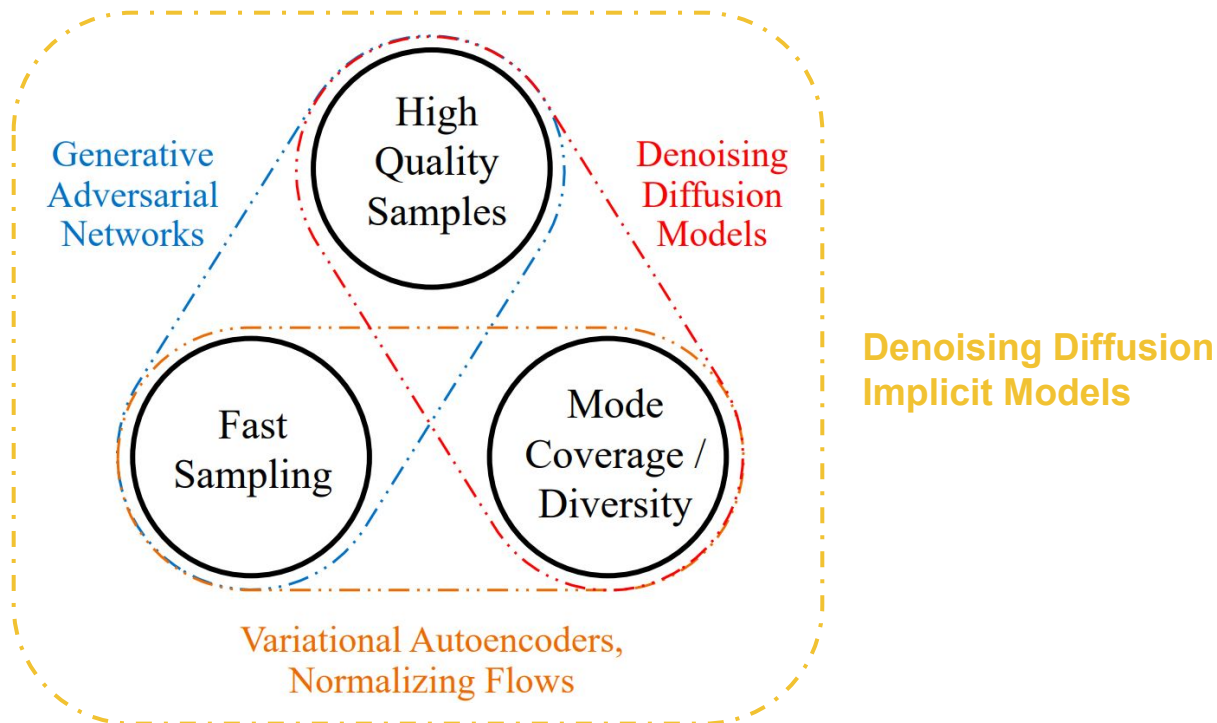 High
Quality
Samples
Generative
Adversarial
Networks
Denoising
Diffusion
Models
Fast
Sampling
Mode
Coverage /
Diversity
Variational Autoencoders,
Normalizing Flows
Denoising Diffusion
Implicit Models